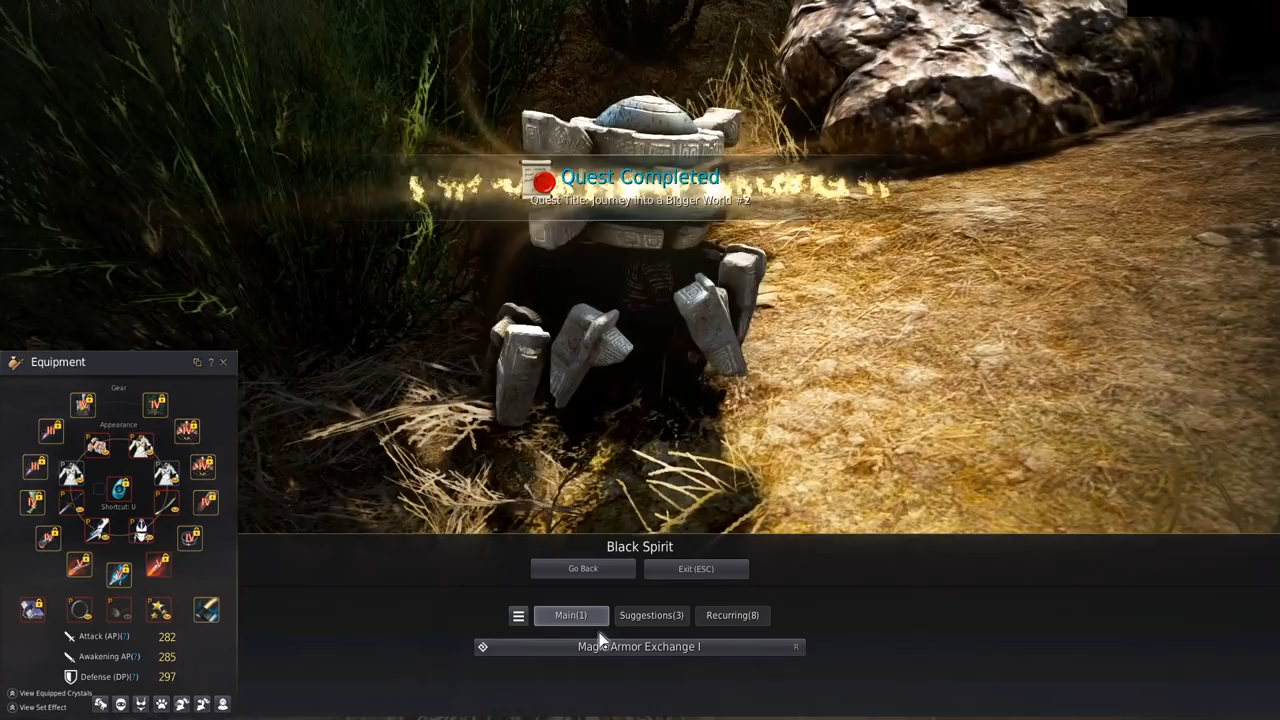 Quest Completed
Quest Title: Journey into a Bigger World #2
Equipment
?
Gear
Appearance
Shortcut: U
Attack (AP)(?) 282
Awakening AP(?) 285
Defense (DP)(?) 297
View Equipped Crystals
View Set Effect
Black Spirit
Go Back
Exit (ESC)
Main(1)
Suggestions(3)
Recurring(8)
Armor Exchange I
R